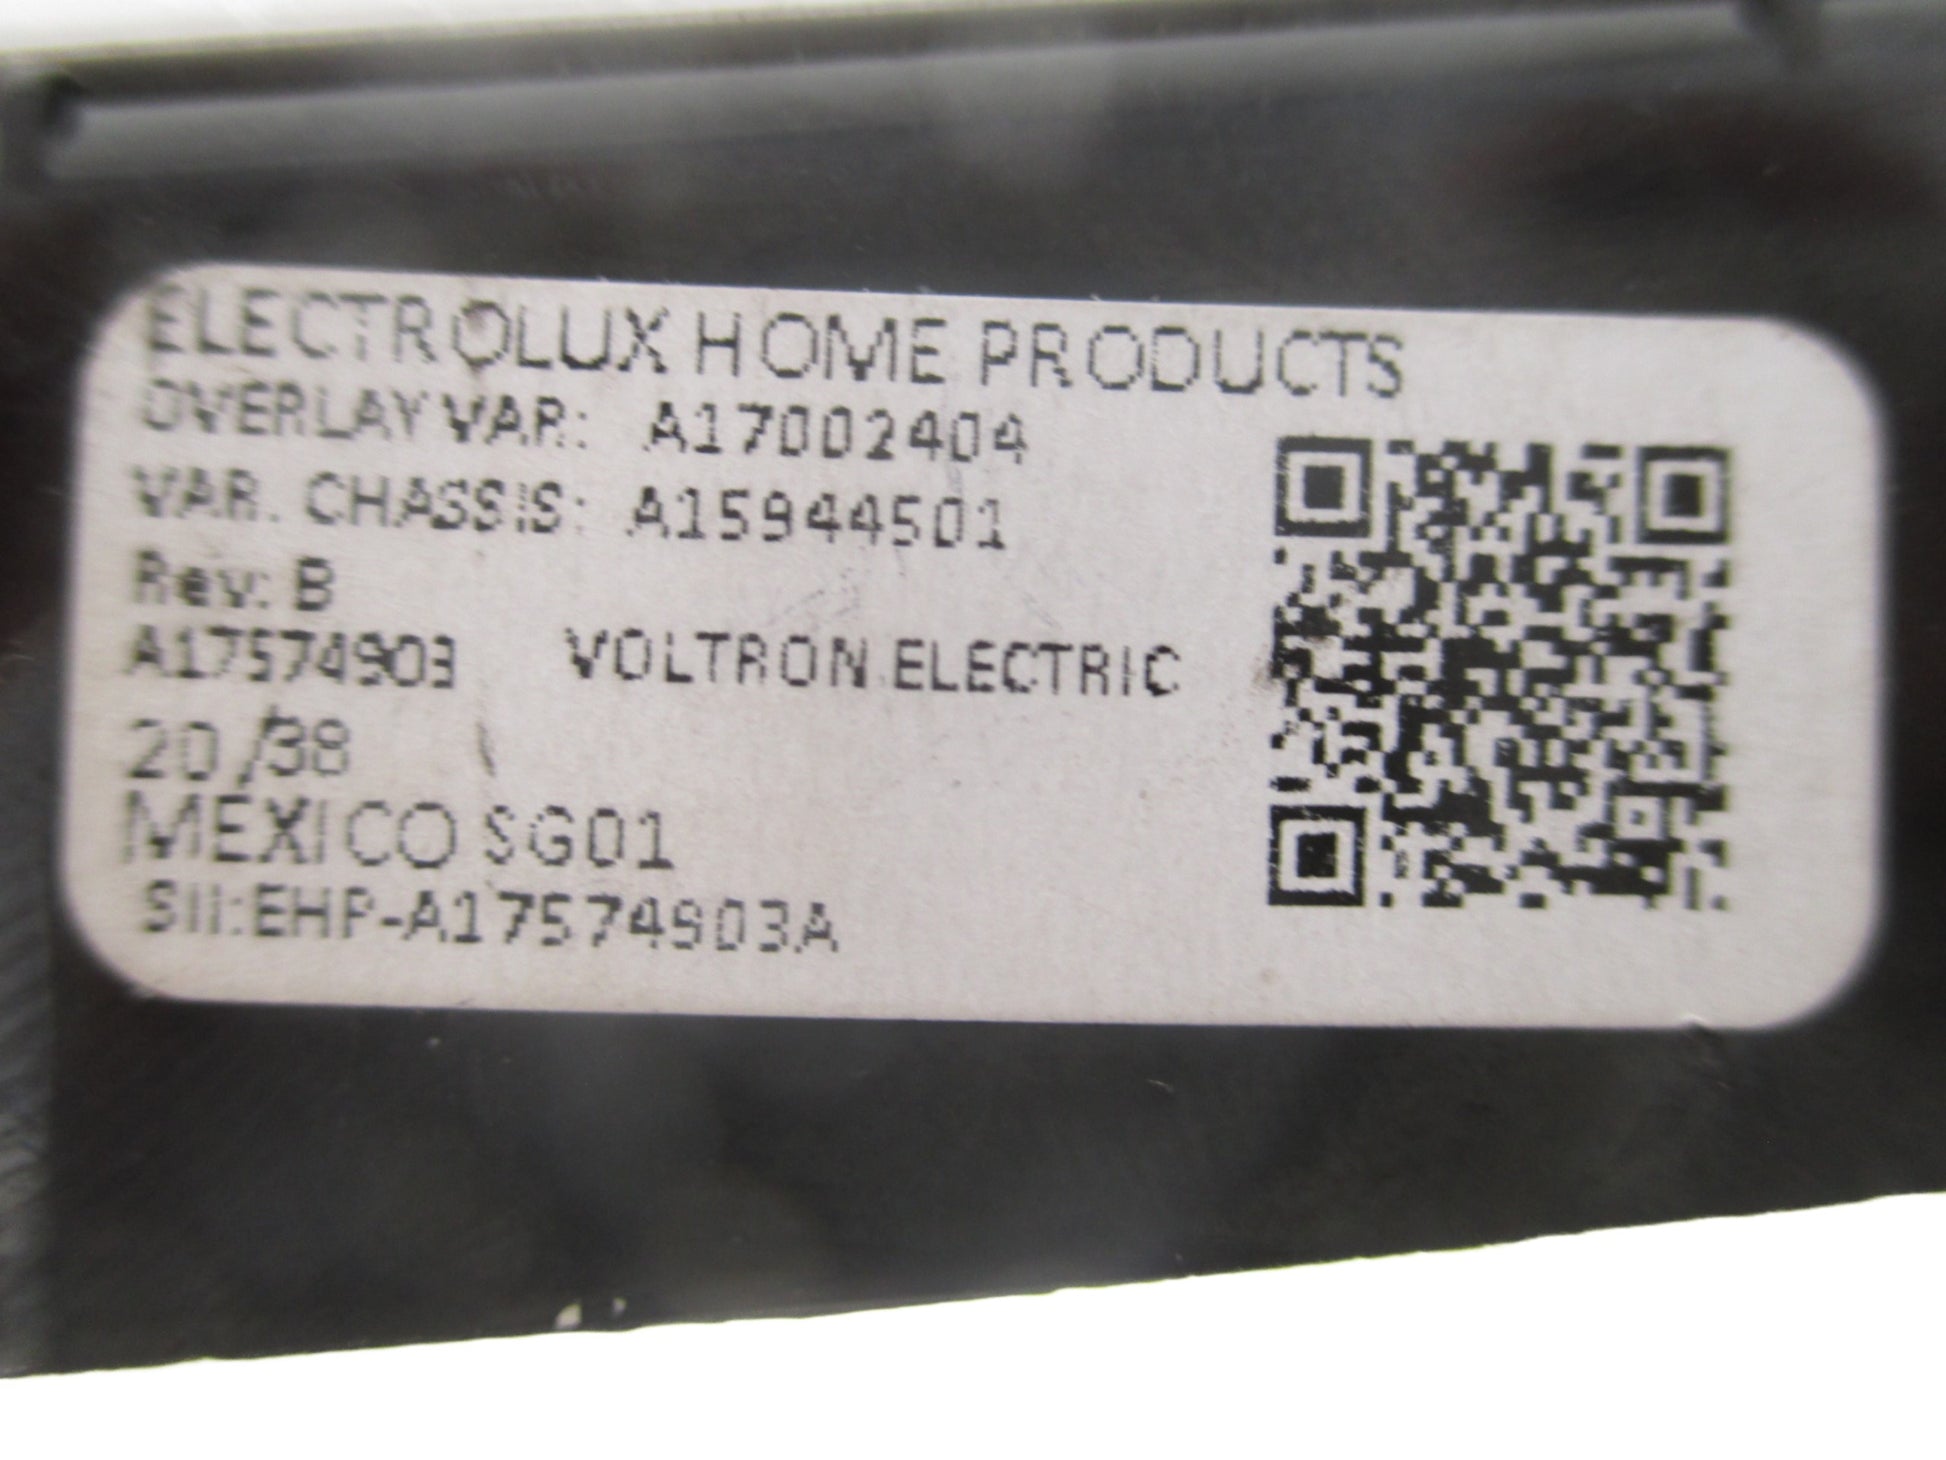 ELECTROLUX HOME PRODUCTS
OVERLAY VAR: A17002404
VAR. CHASSIS: A15944501
Rev: B
A17574903 VOLTRON ELECTRIC
20/38
MEXICO SG01
SII:EHP-A17574903A